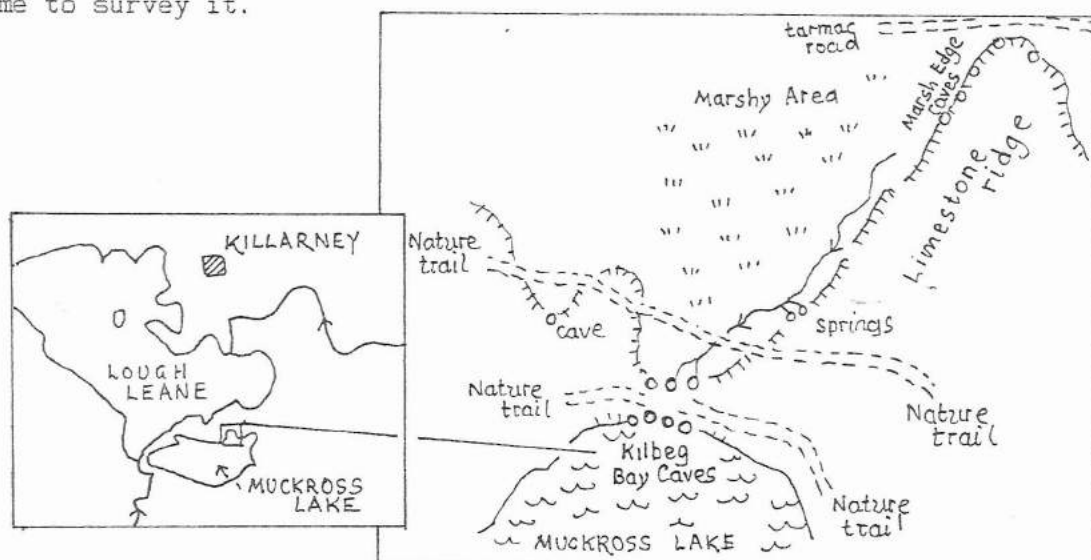 me to survey it.
tarmac
road
Marsh Edge
Caves
Marshy Area
Limestone
ridge
Nature
trail
KILLARNEY
cave
springs
LOUGH
LEANE
Nature
trail
Nature
trail
Kilbeg
Bay Caves
MUCKROSS
LAKE
Nature
trail
MUCKROSS LAKE